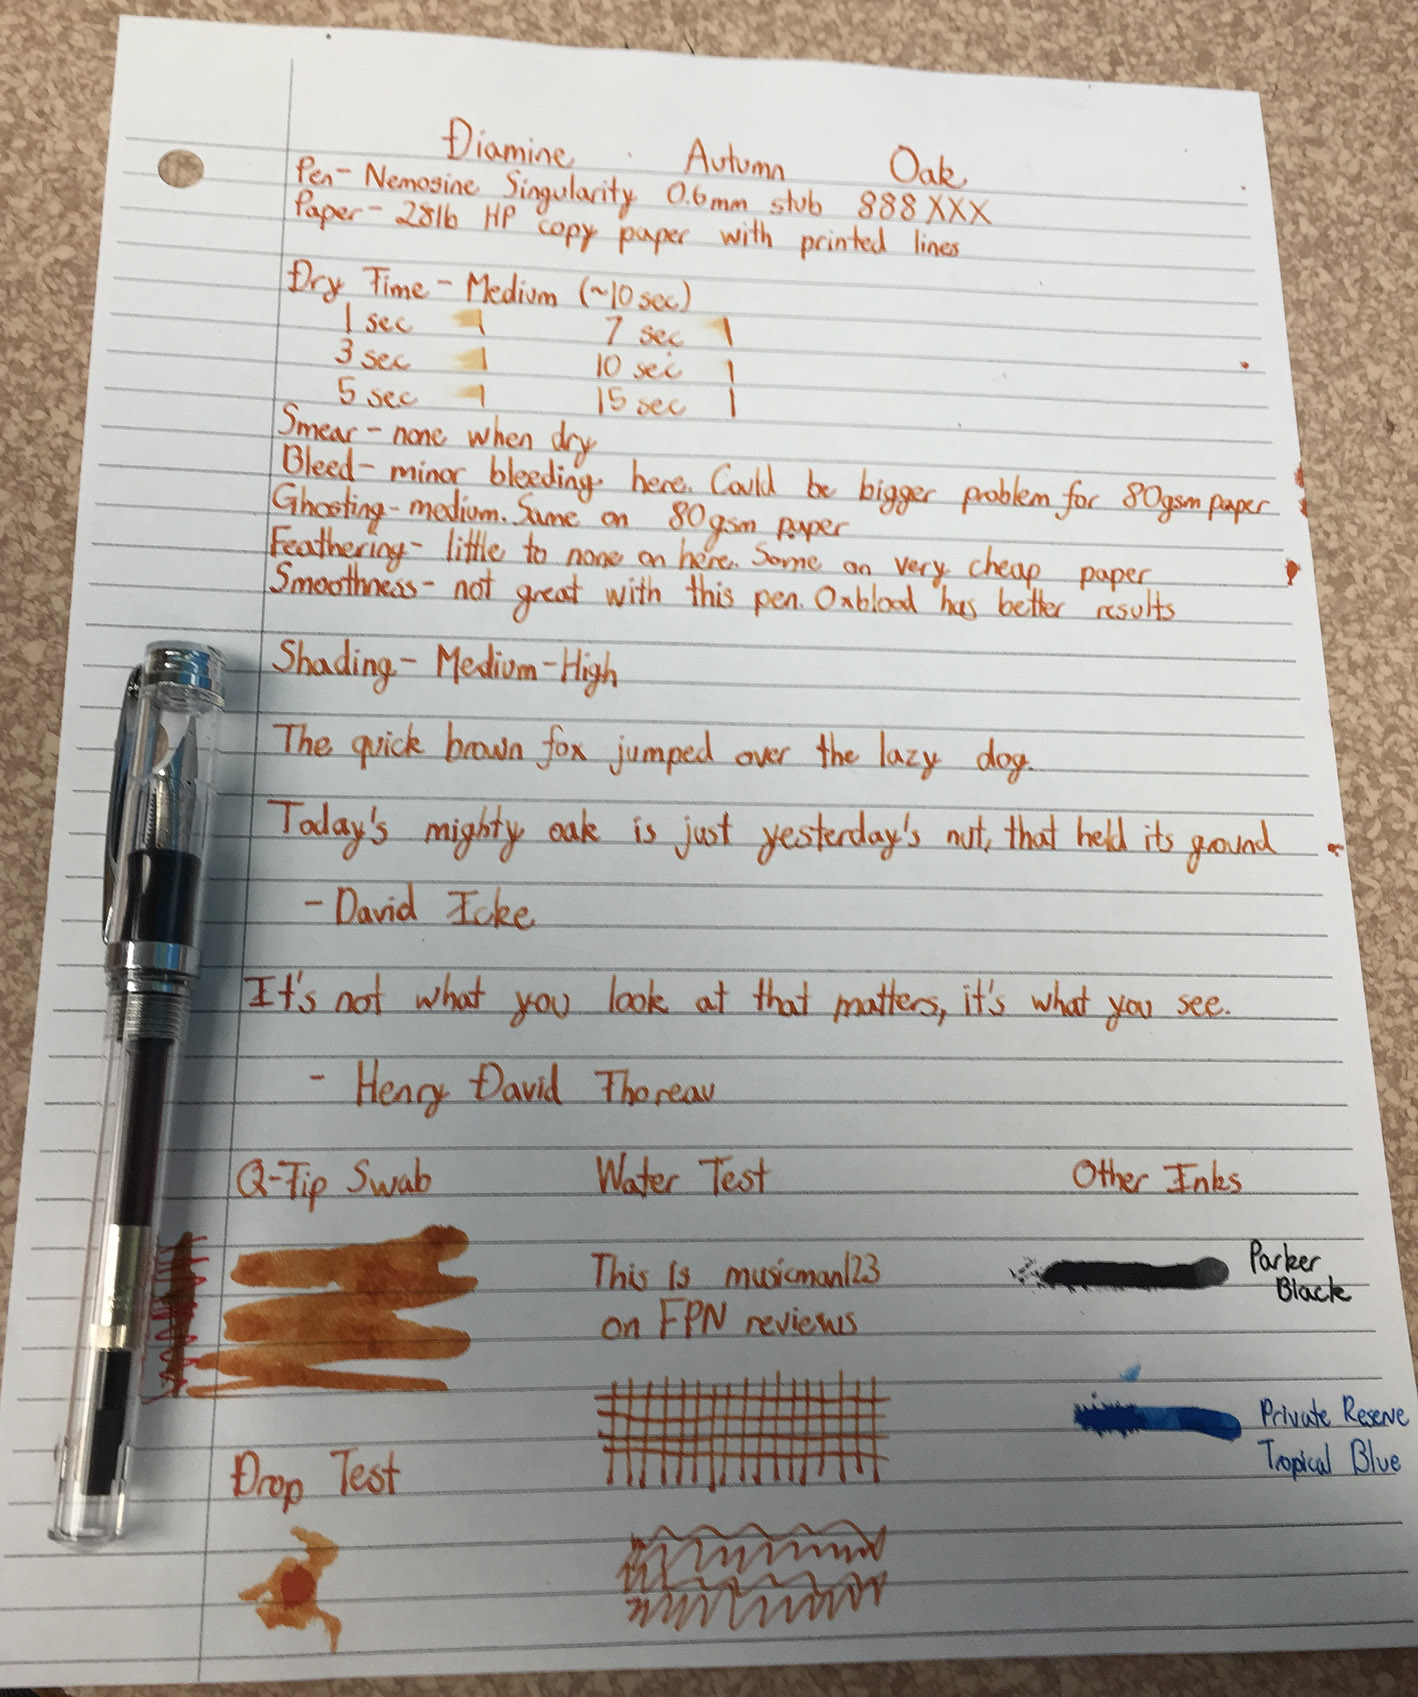 Diamine Autumn Oak
Pen- Nemosine Singularity 0.6mm stub 888 XXX
Paper- 28lb HP copy paper with printed lines
Dry Time - Medium (~10 sec)
1 sec 7 sec
3 sec 10 sec
5 sec 15 sec
Smear - none when dry
Bleed- minor bleeding here. Could be bigger problem for 80gsm paper
Ghosting- medium. Same on 80gsm paper
Feathering- little to none on here. Some on very cheap paper
Smoothness- not great with this pen. Oxblood has better results
Shading- Medium-High
The quick brown fox jumped over the lazy dog.
Today's mighty oak is just yesterday's nut, that held its ground
- David Icke
It's not what you look at that matters, it's what you see.
- Henry David Thoreau
Q-Tip Swab Water Test Other Inks
This is musicman123
on FPN reviews
Parker
Black
Private Reserve
Tropical Blue
Drop Test